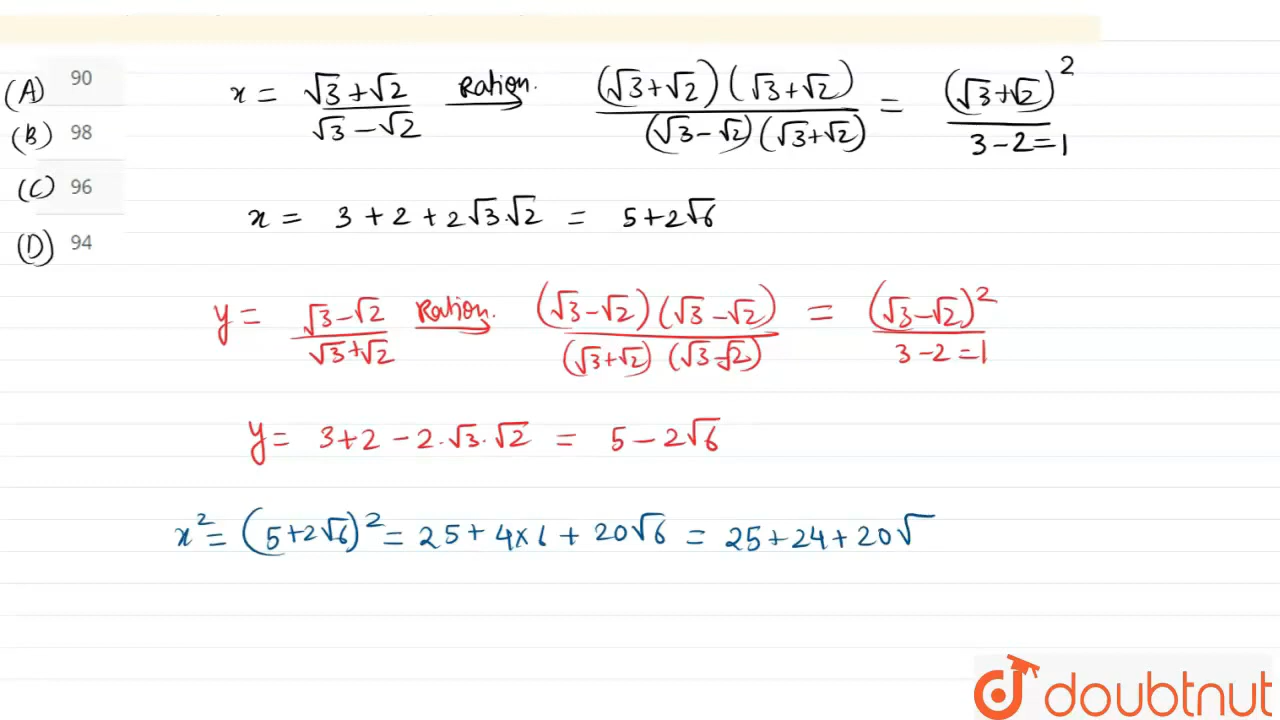 (A) 90
(B) 98
(C) 96
(D) 94
x = √3+√2 / √3−√2 Ration. (√3+√2)(√3+√2) / (√3−√2)(√3+√2) = (√3+√2)² / 3−2=1
x = 3+2+2√3.√2 = 5+2√6
y = √3−√2 / √3+√2 Ration. (√3−√2)(√3−√2) / (√3+√2)(√3−√2) = (√3−√2)² / 3−2=1
y = 3+2−2.√3.√2 = 5−2√6
x² = (5+2√6)² = 25+4×6+20√6 = 25+24+20√
doubtnut